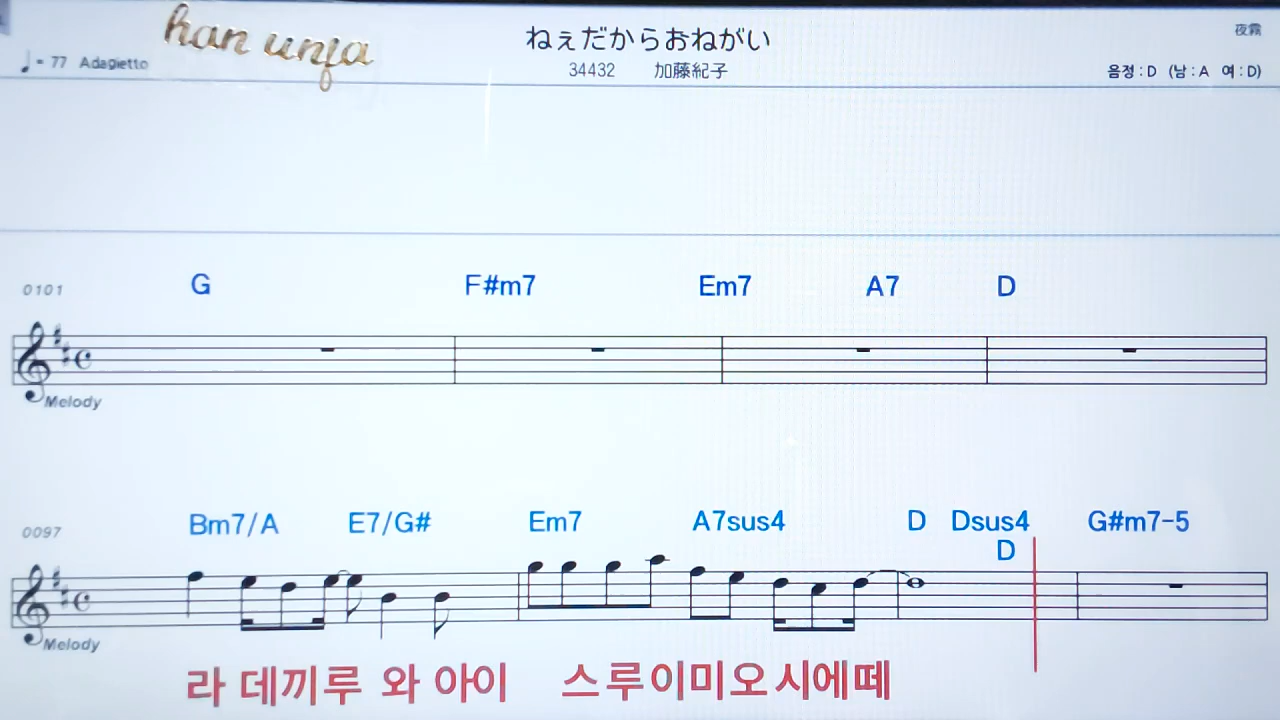 han unja
ねぇだからおねがい
夜霧
♩= 77 Adagietto
34432 加藤紀子
음정 : D (남 : A 여 : D)
G F#m7 Em7 A7 D
0101
Melody
Bm7/A E7/G# Em7 A7sus4 D Dsus4 G#m7-5
0097
D
Melody
라 데끼루 와 아이 스루이미오시에떼